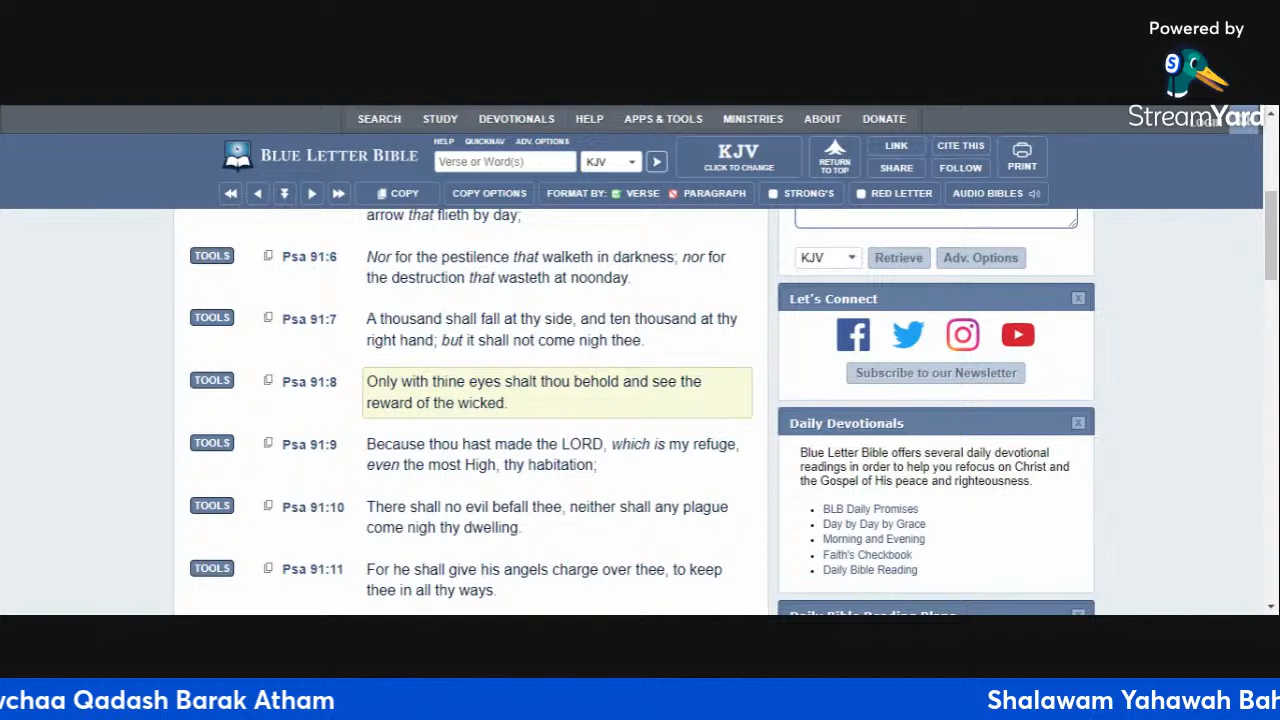 Powered by
StreamYard
SEARCH STUDY DEVOTIONALS HELP APPS & TOOLS MINISTRIES ABOUT DONATE
HELP QUICKNAV ADV. OPTIONS
BLUE LETTER BIBLE
Verse or Word(s)
KJV
KJV
CLICK TO CHANGE
RETURN
TO TOP
LINK
CITE THIS
SHARE
FOLLOW
PRINT
COPY
COPY OPTIONS
FORMAT BY: VERSE PARAGRAPH
STRONG'S
RED LETTER
AUDIO BIBLES
arrow that flieth by day;
TOOLS Psa 91:6 Nor for the pestilence that walketh in darkness; nor for
the destruction that wasteth at noonday.
TOOLS Psa 91:7 A thousand shall fall at thy side, and ten thousand at thy
right hand; but it shall not come nigh thee.
TOOLS Psa 91:8 Only with thine eyes shalt thou behold and see the
reward of the wicked.
TOOLS Psa 91:9 Because thou hast made the LORD, which is my refuge,
even the most High, thy habitation;
TOOLS Psa 91:10 There shall no evil befall thee, neither shall any plague
come nigh thy dwelling.
TOOLS Psa 91:11 For he shall give his angels charge over thee, to keep
thee in all thy ways.
KJV Retrieve Adv. Options
Let's Connect
Subscribe to our Newsletter
Daily Devotionals
Blue Letter Bible offers several daily devotional
readings in order to help you refocus on Christ and
the Gospel of His peace and righteousness.
BLB Daily Promises
Day by Day by Grace
Morning and Evening
Faith's Checkbook
Daily Bible Reading
Daily Bible Reading Plans
wchaa Qadash Barak Atham
Shalawam Yahawah Bah